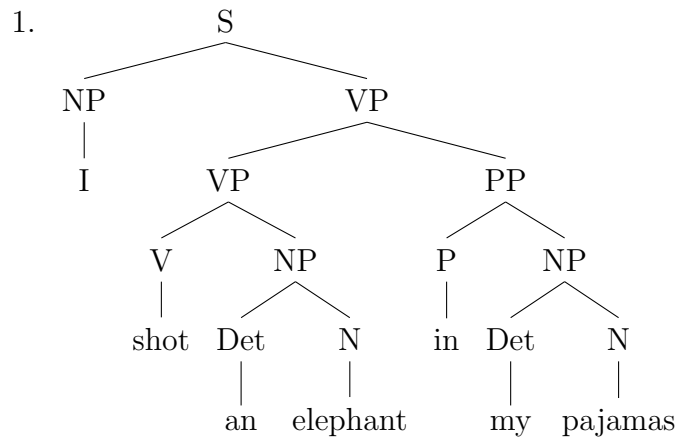 1. S
NP VP
I VP PP
V NP P NP
shot Det N in Det N
an elephant my pajamas